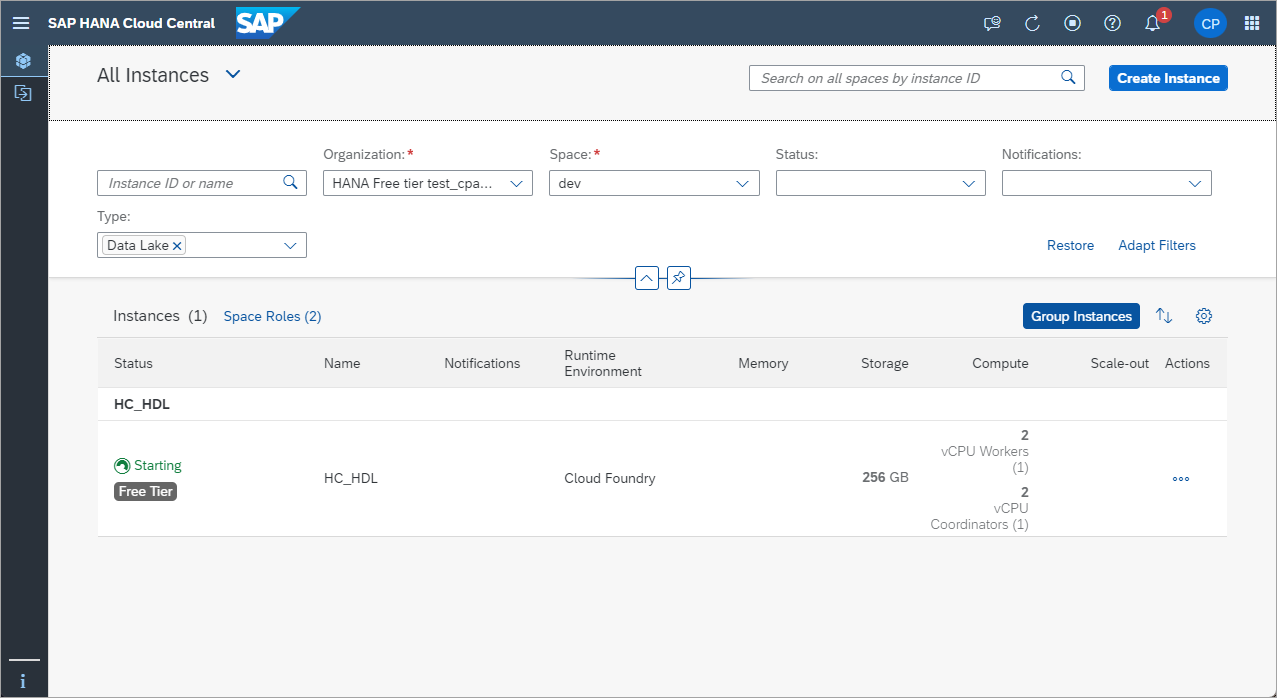 SAP HANA Cloud Central SAP 1 CP
All Instances Search on all spaces by instance ID Create Instance
Organization:* Space:* Status: Notifications:
Instance ID or name HANA Free tier test_cpa... dev
Type:
Data Lake Restore Adapt Filters
Instances (1) Space Roles (2) Group Instances
Status Name Notifications Runtime Environment Memory Storage Compute Scale-out Actions
HC_HDL
Starting
Free Tier
HC_HDL
Cloud Foundry
256 GB
2
vCPU Workers
(1)
2
vCPU
Coordinators (1)